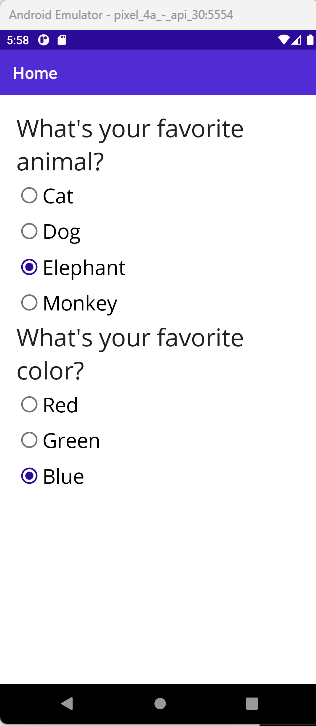 Android Emulator - pixel_4a_-_api_30:5554
5:58
Home
What's your favorite
animal?
Cat
Dog
Elephant
Monkey
What's your favorite
color?
Red
Green
Blue